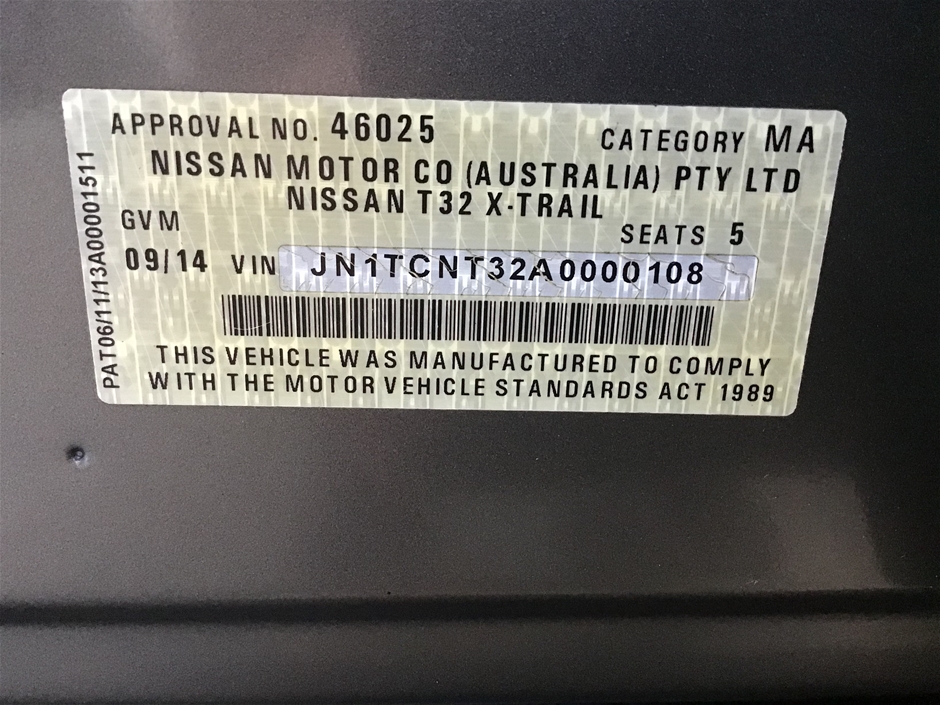 APPROVAL NO. 46025 CATEGORY MA
NISSAN MOTOR CO (AUSTRALIA) PTY LTD
NISSAN T32 X-TRAIL
GVM SEATS 5
09/14 VIN JN1TCNT32A0000108
THIS VEHICLE WAS MANUFACTURED TO COMPLY
WITH THE MOTOR VEHICLE STANDARDS ACT 1989
PAT06/11/13A00001511